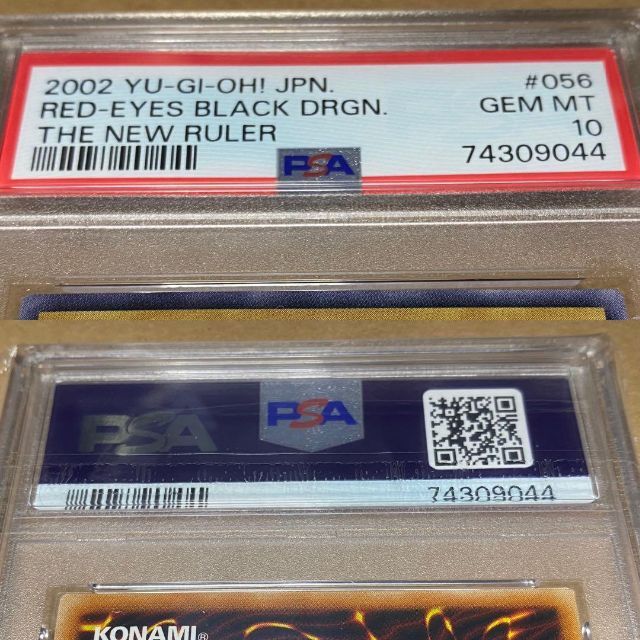 2002 YU-GI-OH! JPN. #056
RED-EYES BLACK DRGN. GEM MT
THE NEW RULER 10
PSA 74309044
PSA PSA
74309044
KONAMI®